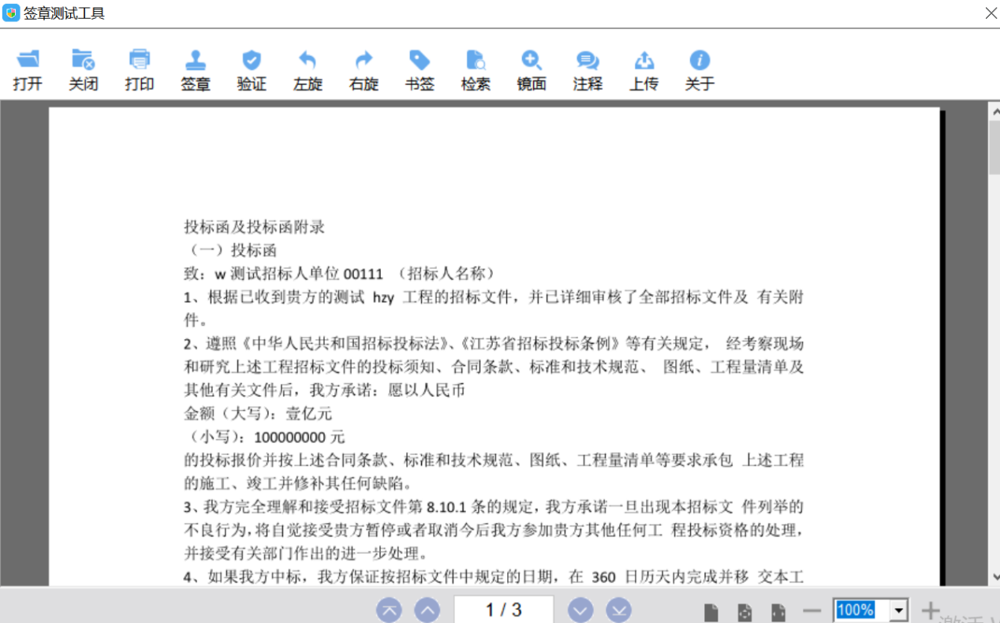 签章测试工具
打开 关闭 打印 签章 验证 左旋 右旋 书签 检索 镜面 注释 上传 关于
投标函及投标函附录
（一）投标函
致：w 测试招标人单位 00111 （招标人名称）
1、根据已收到贵方的测试 hzy 工程的招标文件，并已详细审核了全部招标文件及 有关附
件。
2、遵照《中华人民共和国招标投标法》、《江苏省招标投标条例》等有关规定， 经考察现场
和研究上述工程招标文件的投标须知、合同条款、标准和技术规范、 图纸、工程量清单及
其他有关文件后，我方承诺：愿以人民币
金额（大写）：壹亿元
（小写）：100000000 元
的投标报价并按上述合同条款、标准和技术规范、图纸、工程量清单等要求承包 上述工程
的施工、竣工并修补其任何缺陷。
3、我方完全理解和接受招标文件第 8.10.1 条的规定，我方承诺一旦出现本招标文 件列举的
不良行为，将自觉接受贵方暂停或者取消今后我方参加贵方其他任何工 程投标资格的处理，
并接受有关部门作出的进一步处理。
4、如果我方中标，我方保证按招标文件中规定的日期，在 360 日历天内完成并移 交本工
1 / 3
100%